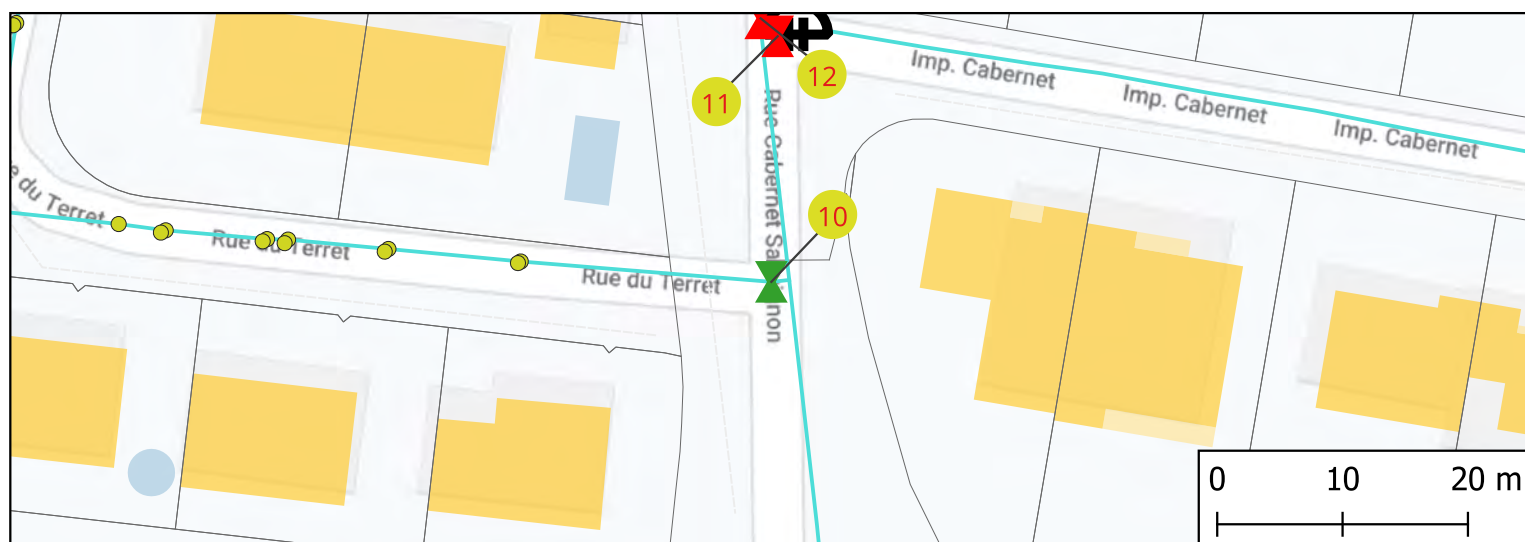 4
12
11
Imp. Cabernet
Imp. Cabernet
Imp. Cabernet
10
du Terret
Rue du Terret
Rue du Terret
0 10 20 m